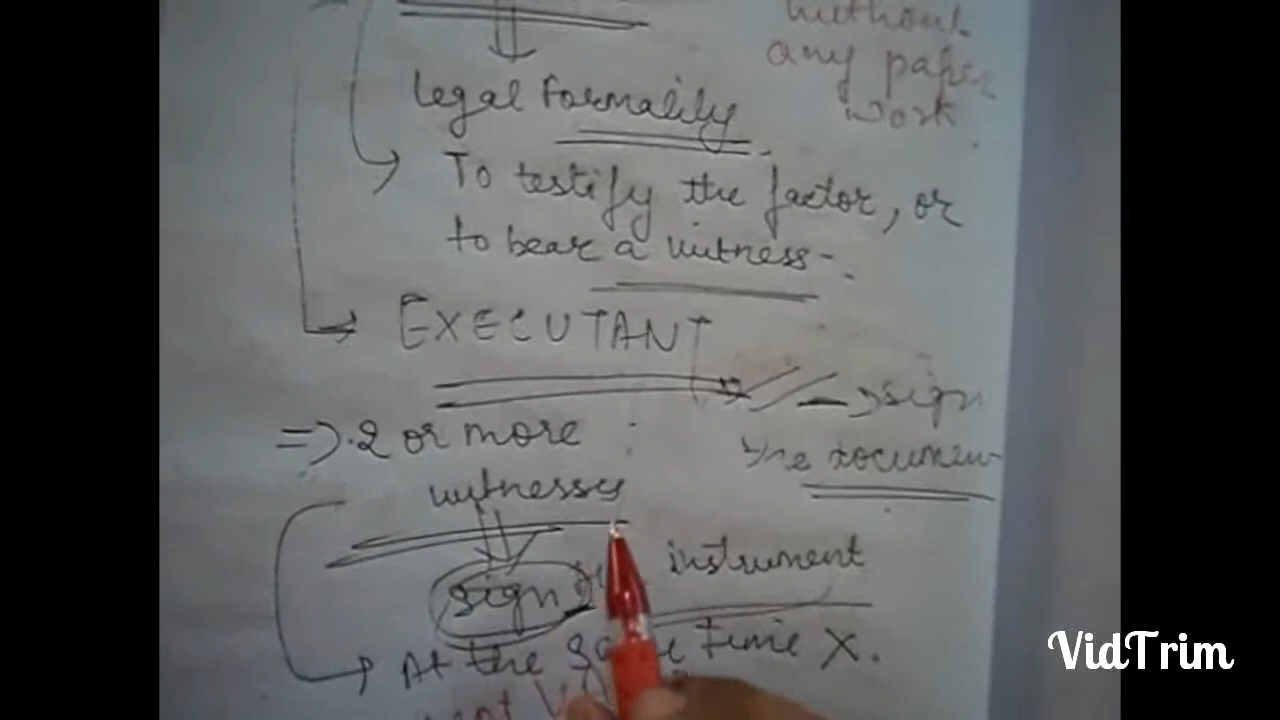 without
any paper
work
legal formality
To testify the factor, or
to bear a witness-.
EXECUTANT
=> sign
the document
=> .2 or more
witnesses
sign instrument
At the time X.
VidTrim